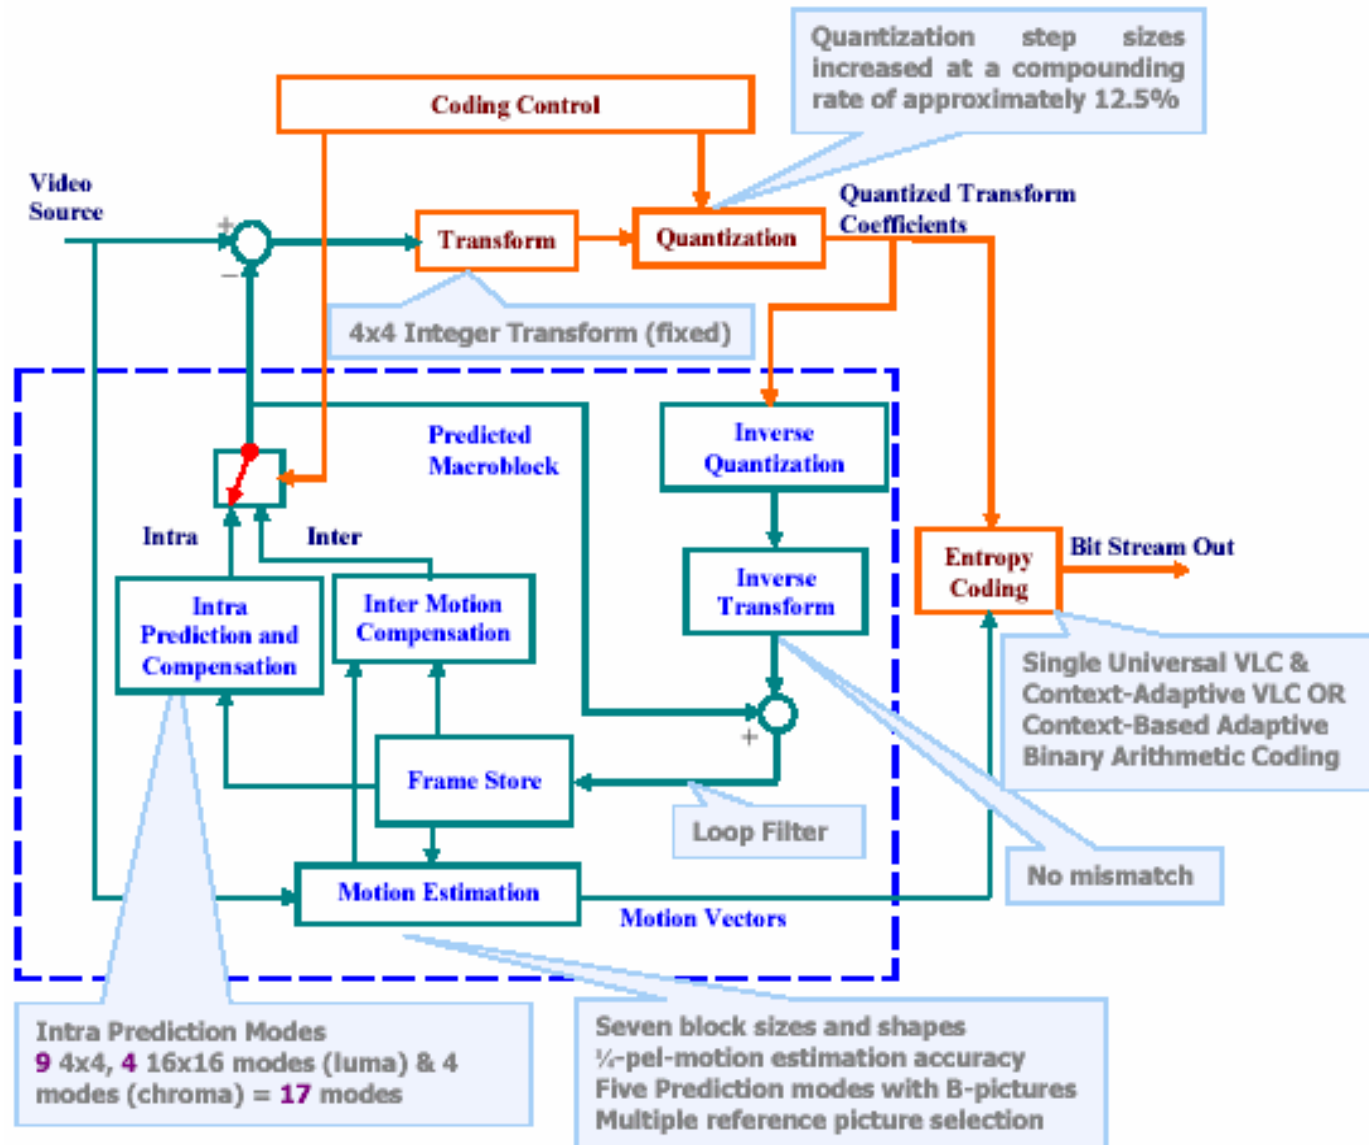 Quantization step sizes
increased at a compounding
rate of approximately 12.5%
Coding Control
Video
Source
+
−
Transform
Quantization
Quantized Transform
Coefficients
4x4 Integer Transform (fixed)
Predicted
Macroblock
Inverse
Quantization
Intra
Inter
Inverse
Transform
Entropy
Coding
Bit Stream Out
Intra
Prediction and
Compensation
Inter Motion
Compensation
Single Universal VLC &
Context-Adaptive VLC OR
Context-Based Adaptive
Binary Arithmetic Coding
+
Frame Store
Loop Filter
No mismatch
Motion Estimation
Motion Vectors
Intra Prediction Modes
9 4x4, 4 16x16 modes (luma) & 4
modes (chroma) = 17 modes
Seven block sizes and shapes
¼-pel-motion estimation accuracy
Five Prediction modes with B-pictures
Multiple reference picture selection